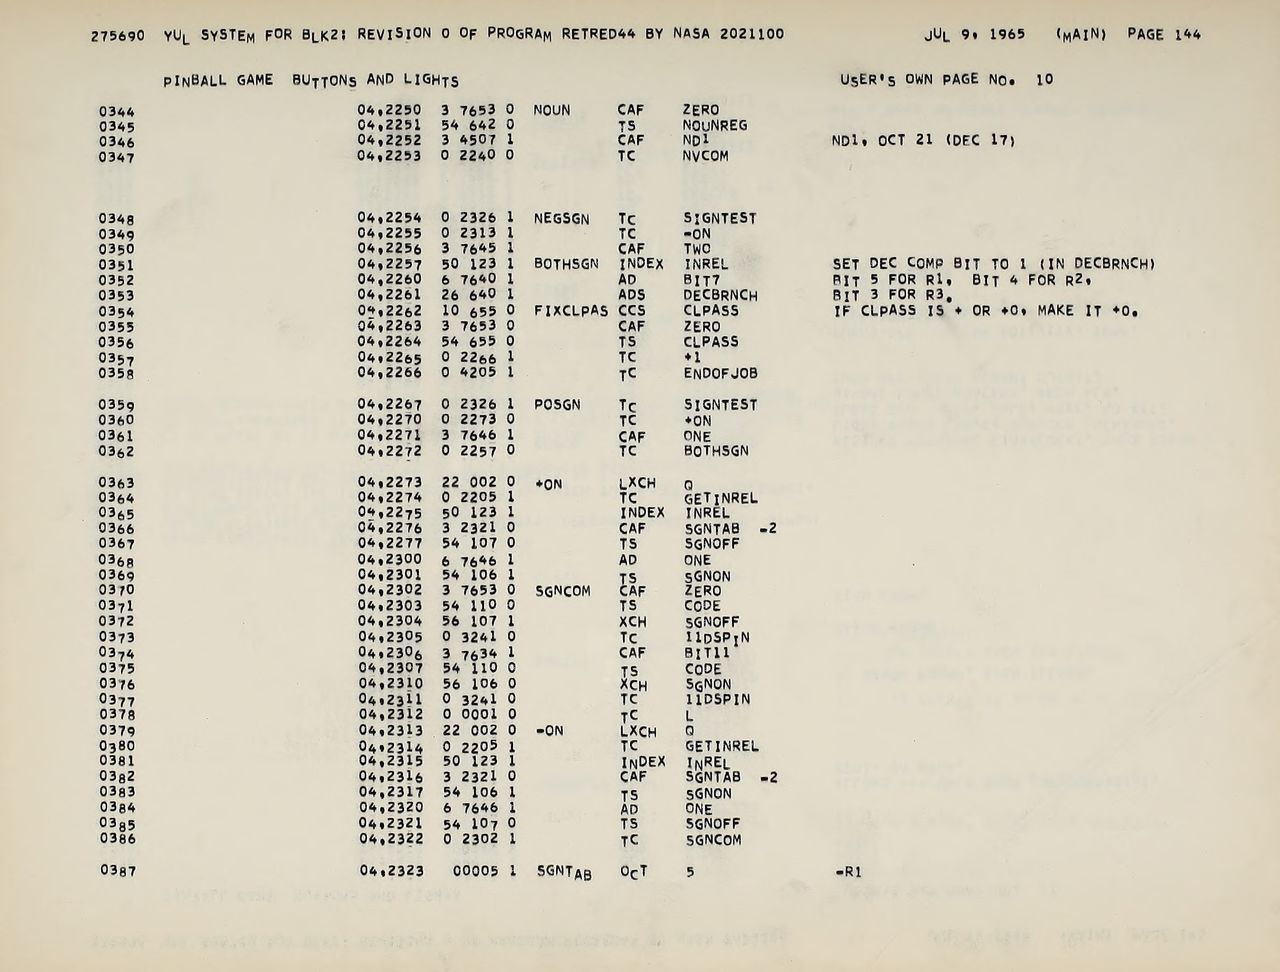 275690 YUL SYSTEM FOR BLK2: REVISION 0 OF PROGRAM RETRED44 BY NASA 2021100 JUL 9, 1965 (MAIN) PAGE 144
PINBALL GAME BUTTONS AND LIGHTS USER'S OWN PAGE NO. 10
0344 04,2250 3 7653 0 NOUN CAF ZERO
0345 04,2251 54 642 0 TS NOUNREG
0346 04,2252 3 4507 1 CAF ND1 ND1, OCT 21 (DEC 17)
0347 04,2253 0 2240 0 TC NVCOM
0348 04,2254 0 2326 1 NEGSGN TC SIGNTEST
0349 04,2255 0 2313 1 TC -ON
0350 04,2256 3 7645 1 CAF TWO
0351 04,2257 50 123 1 BOTHSGN INDEX INREL SET DEC COMP BIT TO 1 (IN DECBRNCH)
0352 04,2260 6 7640 1 AD BIT7 BIT 5 FOR R1, BIT 4 FOR R2,
0353 04,2261 26 640 1 ADS DECBRNCH BIT 3 FOR R3.
0354 04,2262 10 655 0 FIXCLPAS CCS CLPASS IF CLPASS IS + OR +0, MAKE IT +0.
0355 04,2263 3 7653 0 CAF ZERO
0356 04,2264 54 655 0 TS CLPASS
0357 04,2265 0 2266 1 TC +1
0358 04,2266 0 4205 1 TC ENDOFJOB
0359 04,2267 0 2326 1 POSGN TC SIGNTEST
0360 04,2270 0 2273 0 TC +ON
0361 04,2271 3 7646 1 CAF ONE
0362 04,2272 0 2257 0 TC BOTHSGN
0363 04,2273 22 002 0 +ON LXCH Q
0364 04,2274 0 2205 1 TC GETINREL
0365 04,2275 50 123 1 INDEX INREL
0366 04,2276 3 2321 0 CAF SGNTAB -2
0367 04,2277 54 107 0 TS SGNOFF
0368 04,2300 6 7646 1 AD ONE
0369 04,2301 54 106 1 TS SGNON
0370 04,2302 3 7653 0 SGNCOM CAF ZERO
0371 04,2303 54 110 0 TS CODE
0372 04,2304 56 107 1 XCH SGNOFF
0373 04,2305 0 3241 0 TC 11DSPIN
0374 04,2306 3 7634 1 CAF BIT11
0375 04,2307 54 110 0 TS CODE
0376 04,2310 56 106 0 XCH SGNON
0377 04,2311 0 3241 0 TC 11DSPIN
0378 04,2312 0 0001 0 TC L
0379 04,2313 22 002 0 -ON LXCH Q
0380 04,2314 0 2205 1 TC GETINREL
0381 04,2315 50 123 1 INDEX INREL
0382 04,2316 3 2321 0 CAF SGNTAB -2
0383 04,2317 54 106 1 TS SGNON
0384 04,2320 6 7646 1 AD ONE
0385 04,2321 54 107 0 TS SGNOFF
0386 04,2322 0 2302 1 TC SGNCOM
0387 04,2323 00005 1 SGNTAB OCT 5 -R1